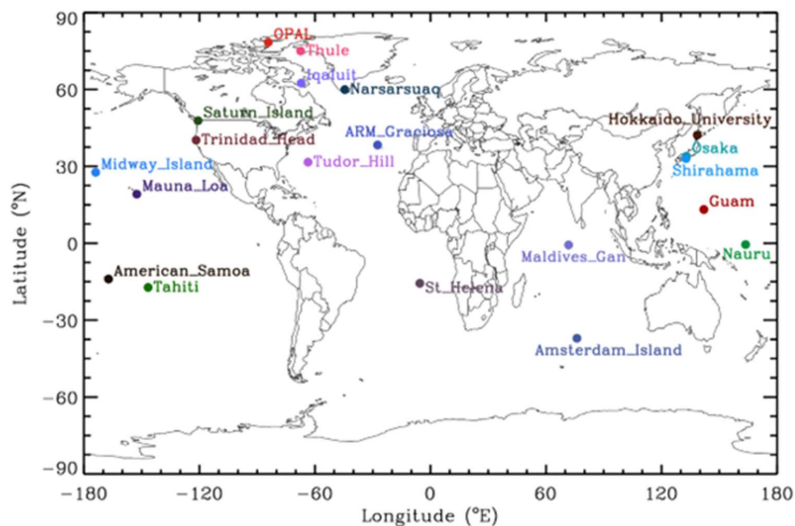 90
60
30
0
−30
−60
−90
Latitude (°N)
OPAL
Thule
Iqaluit
Narsarsuaq
Saturn_Island
ARM_Graciosa
Hokkaido_University
Trinidad_Head
Osaka
Midway_Island
Tudor_Hill
Shirahama
Mauna_Loa
Guam
Maldives_Gan
Nauru
American_Samoa
Tahiti
St_Helena
Amsterdam_Island
−180 −120 −60 0 60 120 180
Longitude (°E)